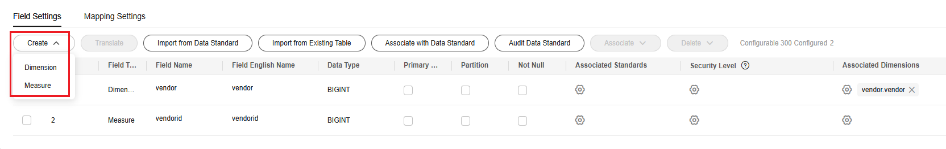 Field Settings Mapping Settings
Create Translate Import from Data Standard Import from Existing Table Associate with Data Standard Audit Data Standard Associate Delete Configurable 300 Configured 2
Dimension
Measure
Field T... Field Name Field English Name Data Type Primary ... Partition Not Null Associated Standards Security Level Associated Dimensions
Dimen... vendor vendor BIGINT vendor.vendor
2 Measure vendorid vendorid BIGINT